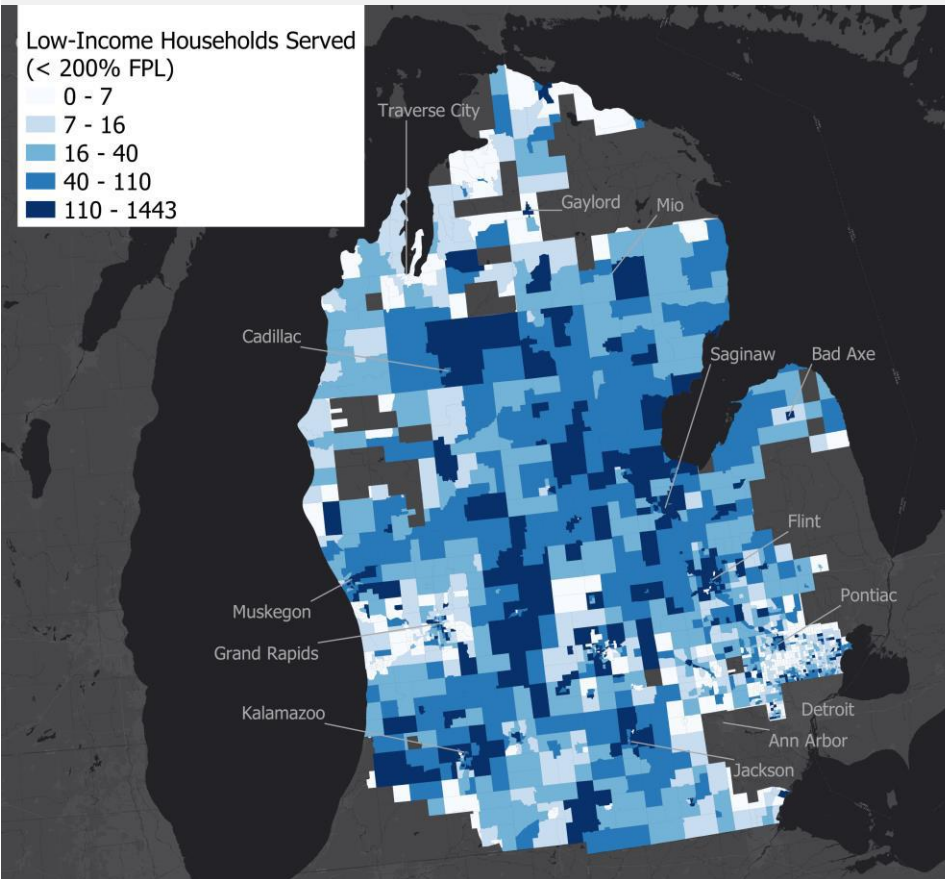 Low-Income Households Served
(< 200% FPL)
0 - 7
7 - 16
16 - 40
40 - 110
110 - 1443
Traverse City
Gaylord
Mio
Cadillac
Saginaw
Bad Axe
Flint
Pontiac
Muskegon
Grand Rapids
Kalamazoo
Detroit
Ann Arbor
Jackson